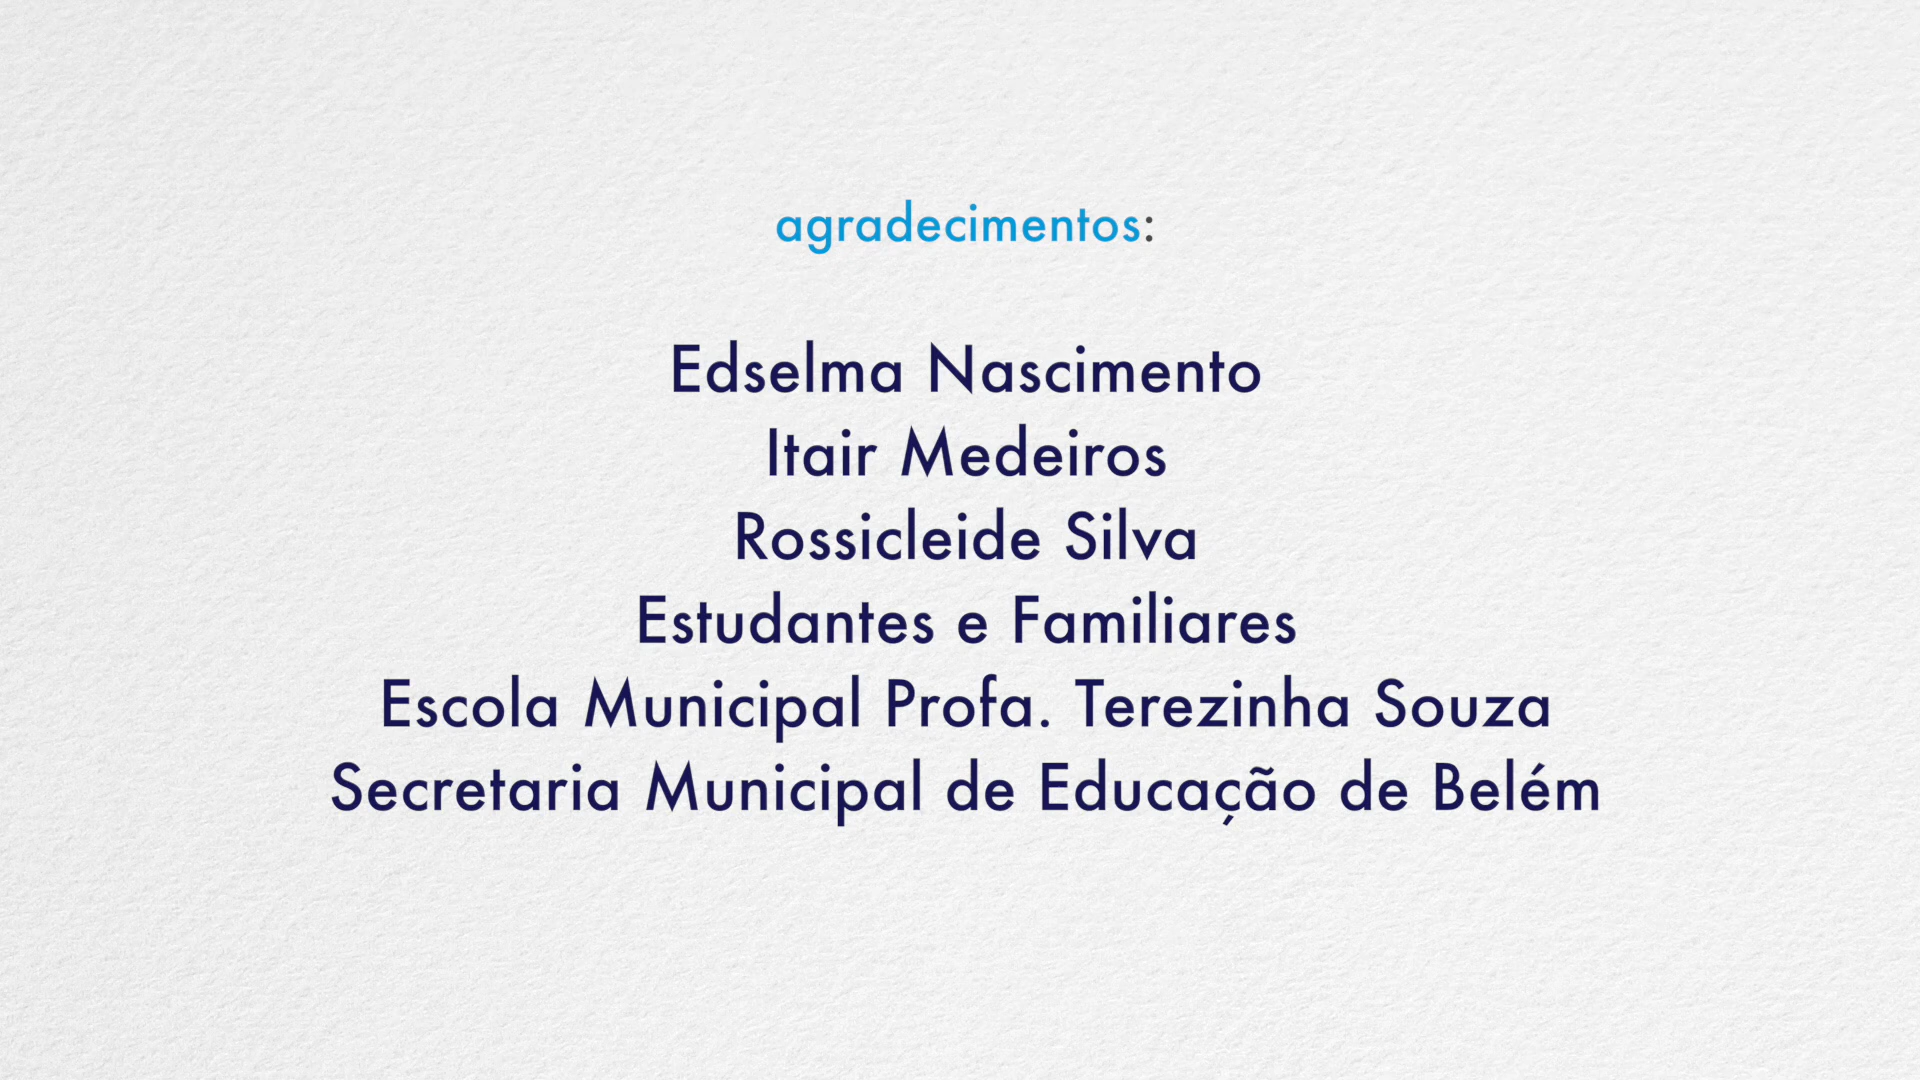 agradecimentos:
Edselma Nascimento
Itair Medeiros
Rossicleide Silva
Estudantes e Familiares
Escola Municipal Profa. Terezinha Souza
Secretaria Municipal de Educação de Belém